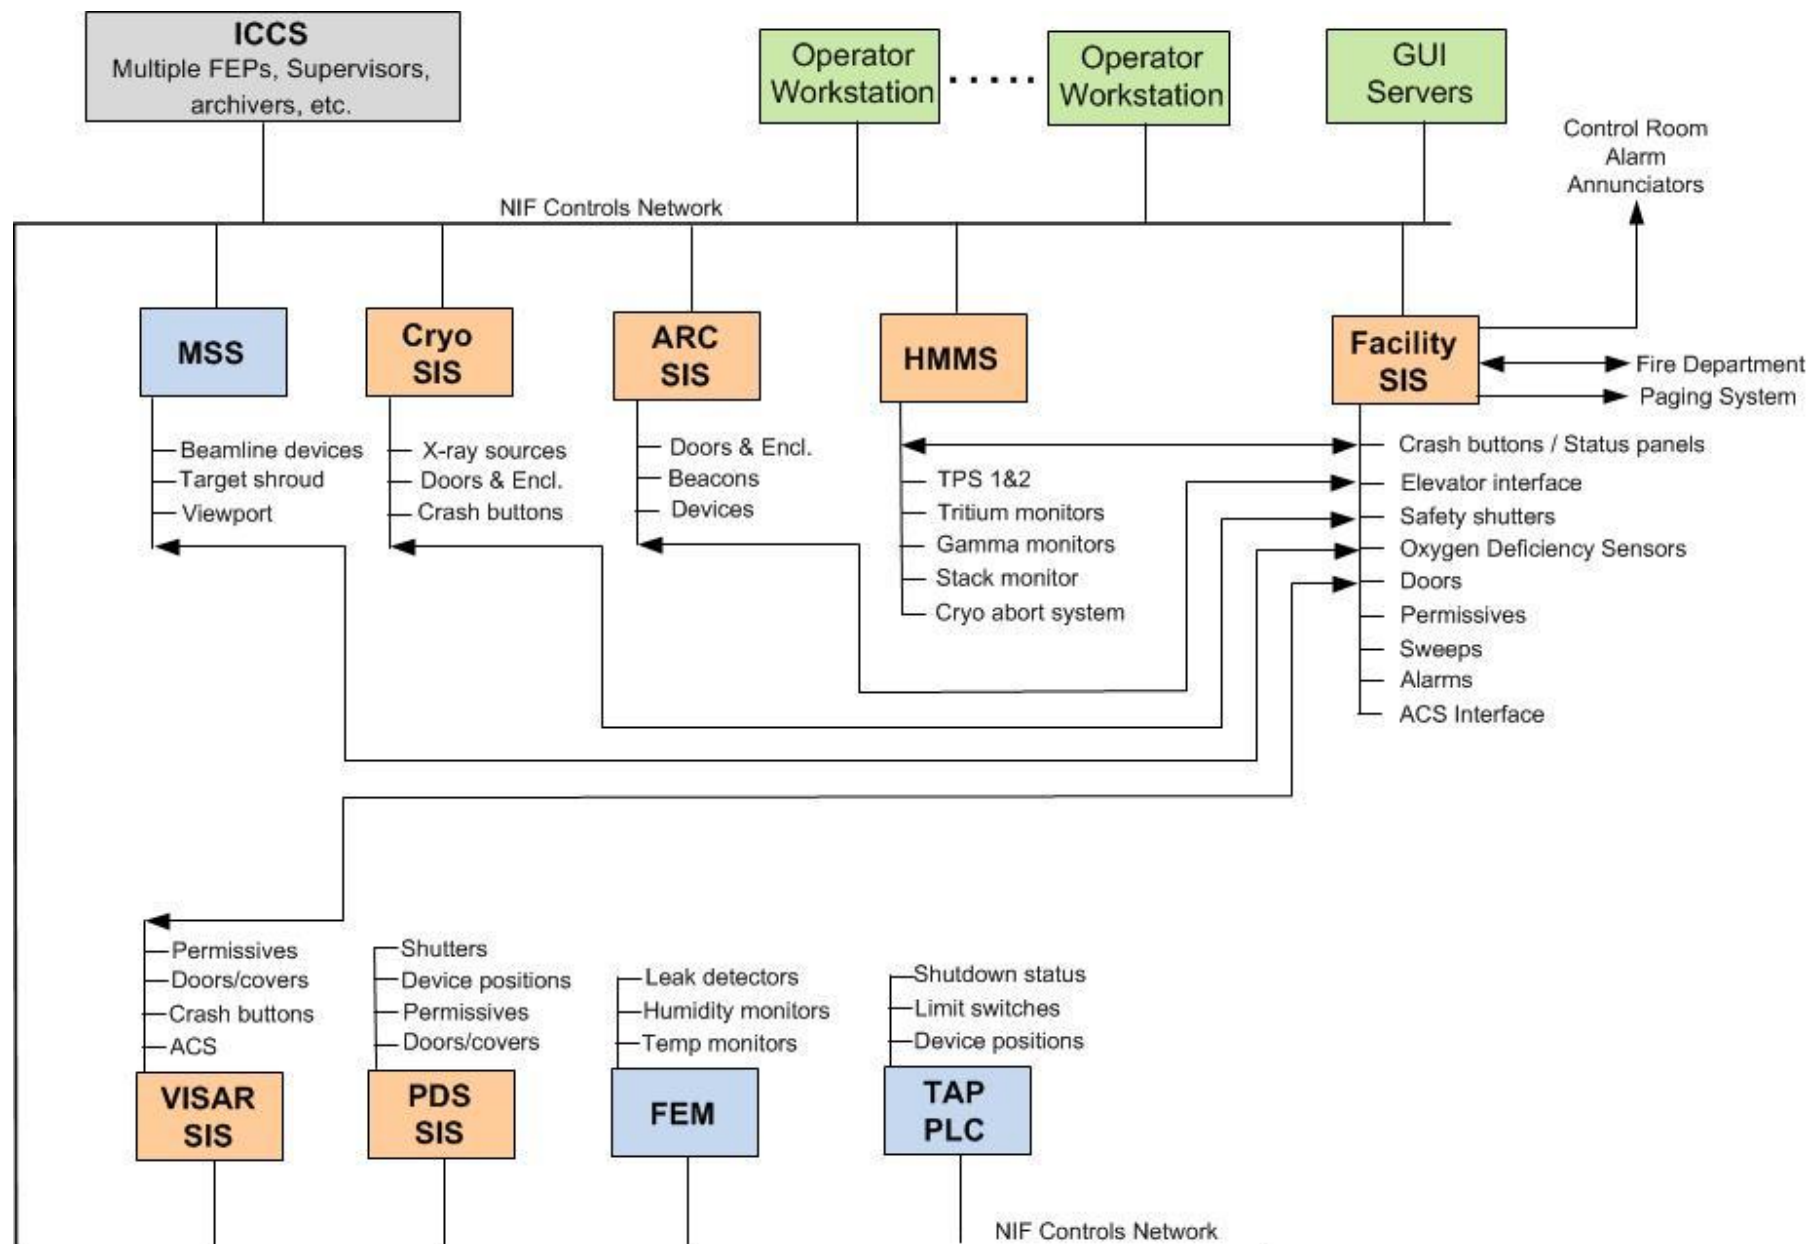 ICCS
Multiple FEPs, Supervisors,
archivers, etc.
Operator
Workstation
Operator
Workstation
GUI
Servers
Control Room
Alarm
Annunciators
NIF Controls Network
MSS
Cryo
SIS
ARC
SIS
HMMS
Facility
SIS
Fire Department
Paging System
Beamline devices
Target shroud
Viewport
X-ray sources
Doors & Encl.
Crash buttons
Doors & Encl.
Beacons
Devices
TPS 1&2
Tritium monitors
Gamma monitors
Stack monitor
Cryo abort system
Crash buttons / Status panels
Elevator interface
Safety shutters
Oxygen Deficiency Sensors
Doors
Permissives
Sweeps
Alarms
ACS Interface
Permissives
Doors/covers
Crash buttons
ACS
VISAR
SIS
Shutters
Device positions
Permissives
Doors/covers
PDS
SIS
Leak detectors
Humidity monitors
Temp monitors
FEM
Shutdown status
Limit switches
Device positions
TAP
PLC
NIF Controls Network